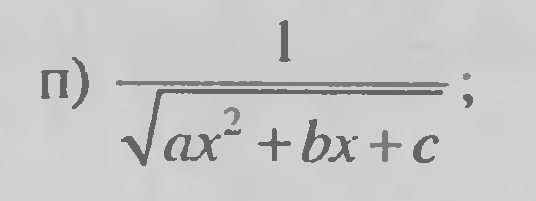 п) 1/√(ax² + bx + c);